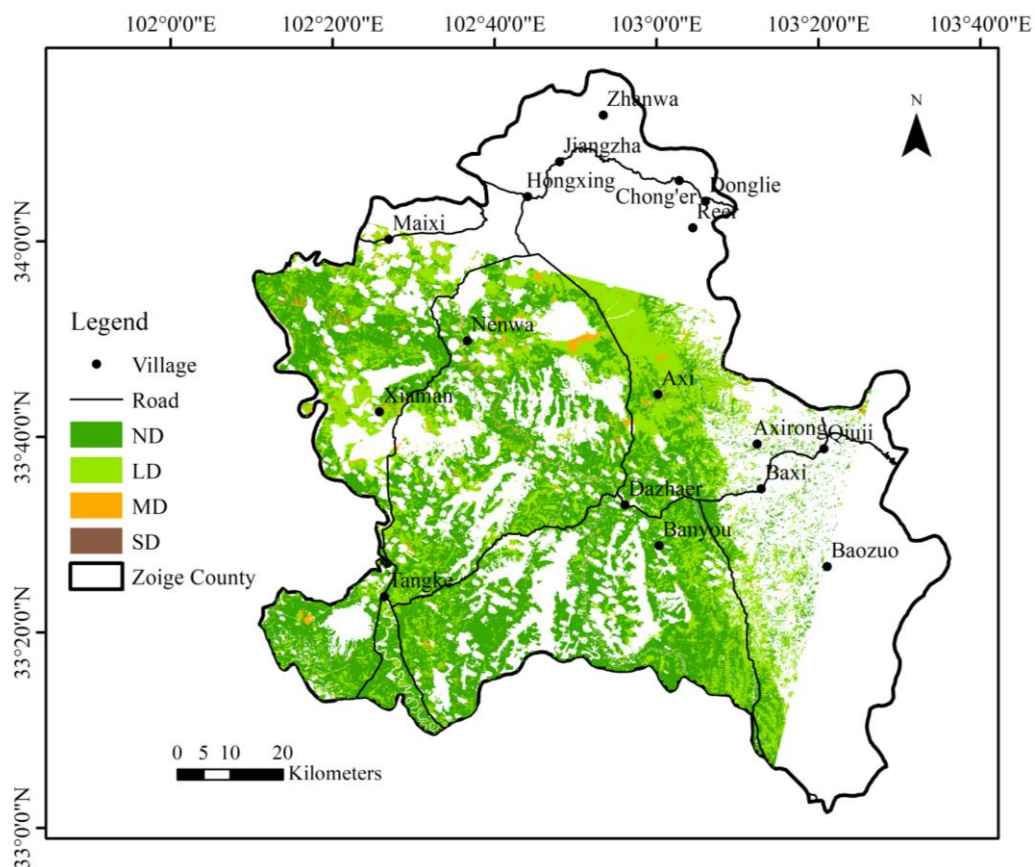 102°0'0"E 102°20'0"E 102°40'0"E 103°0'0"E 103°20'0"E 103°40'0"E
N
Zhanwa
Jiangzha
Hongxing
Chong'er
Donglie
Reer
Maixi
34°0'0"N
Legend
Nenwa
Village
Axi
Road
Xiaman
ND
Axirong
Qiuji
33°40'0"N
LD
Baxi
MD
Dazhaer
SD
Banyou
Zoige County
Tangke
Baozuo
33°20'0"N
0 5 10 20
Kilometers
33°0'0"N